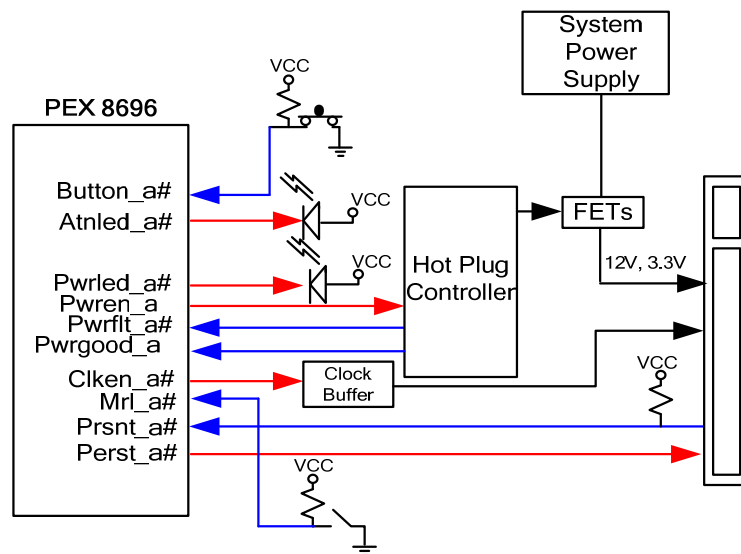 System
Power
Supply
VCC
PEX 8696
Button_a#
Atnled_a#
VCC
FETs
Hot Plug
Controller
12V, 3.3V
VCC
Pwrled_a#
Pwren_a
Pwrflt_a#
Pwrgood_a
Clken_a#
Clock
Buffer
VCC
Mrl_a#
Prsnt_a#
Perst_a#
VCC